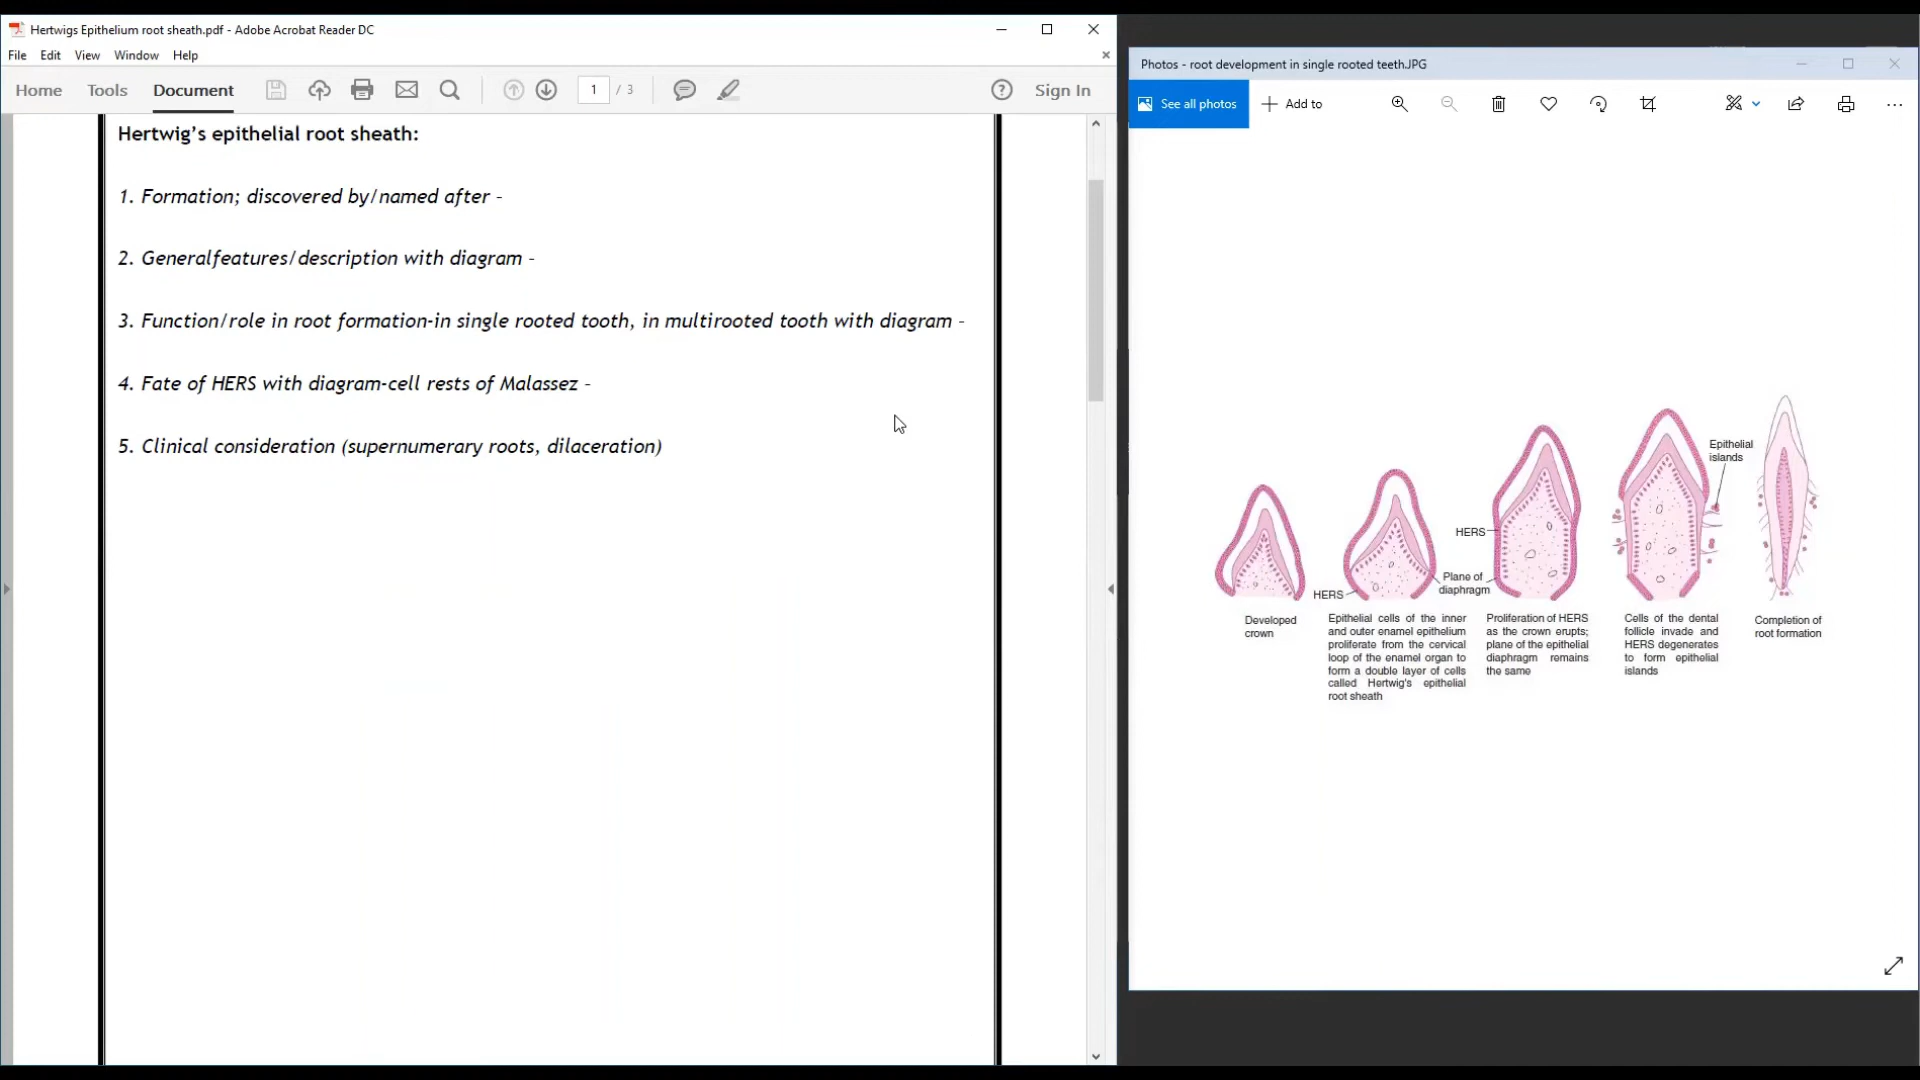 Hertwigs Epithelium root sheath.pdf - Adobe Acrobat Reader DC
File Edit View Window Help
Home Tools Document 1 / 3 Sign In
Hertwig's epithelial root sheath:
1. Formation; discovered by/named after -
2. Generalfeatures/description with diagram -
3. Function/role in root formation-in single rooted tooth, in multirooted tooth with diagram -
4. Fate of HERS with diagram-cell rests of Malassez -
5. Clinical consideration (supernumerary roots, dilaceration)
Photos - root development in single rooted teeth.JPG
See all photos Add to
Epithelial
islands
HERS
Plane of
diaphragm
HERS
Developed
crown
Epithelial cells of the inner
and outer enamel epithelium
proliferate from the cervical
loop of the enamel organ to
form a double layer of cells
called Hertwig's epithelial
root sheath
Proliferation of HERS
as the crown erupts;
plane of the epithelial
diaphragm remains
the same
Cells of the dental
follicle invade and
HERS degenerates
to form epithelial
islands
Completion of
root formation